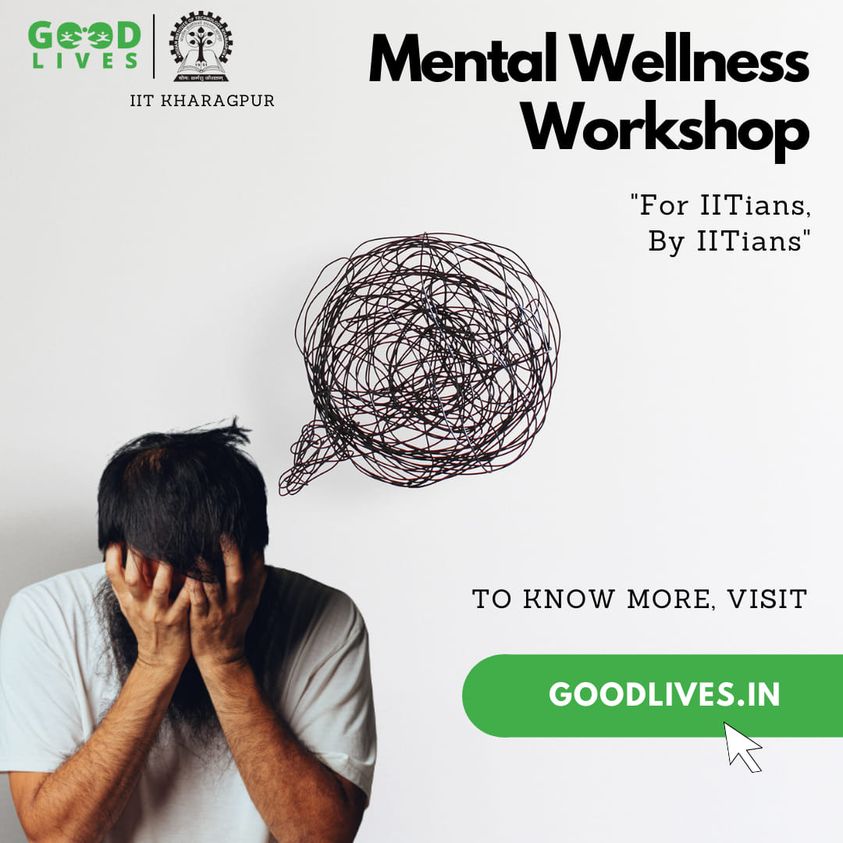 GOOD
LIVES
IIT KHARAGPUR
Mental Wellness
Workshop
"For IITians,
By IITians"
TO KNOW MORE, VISIT
GOODLIVES.IN